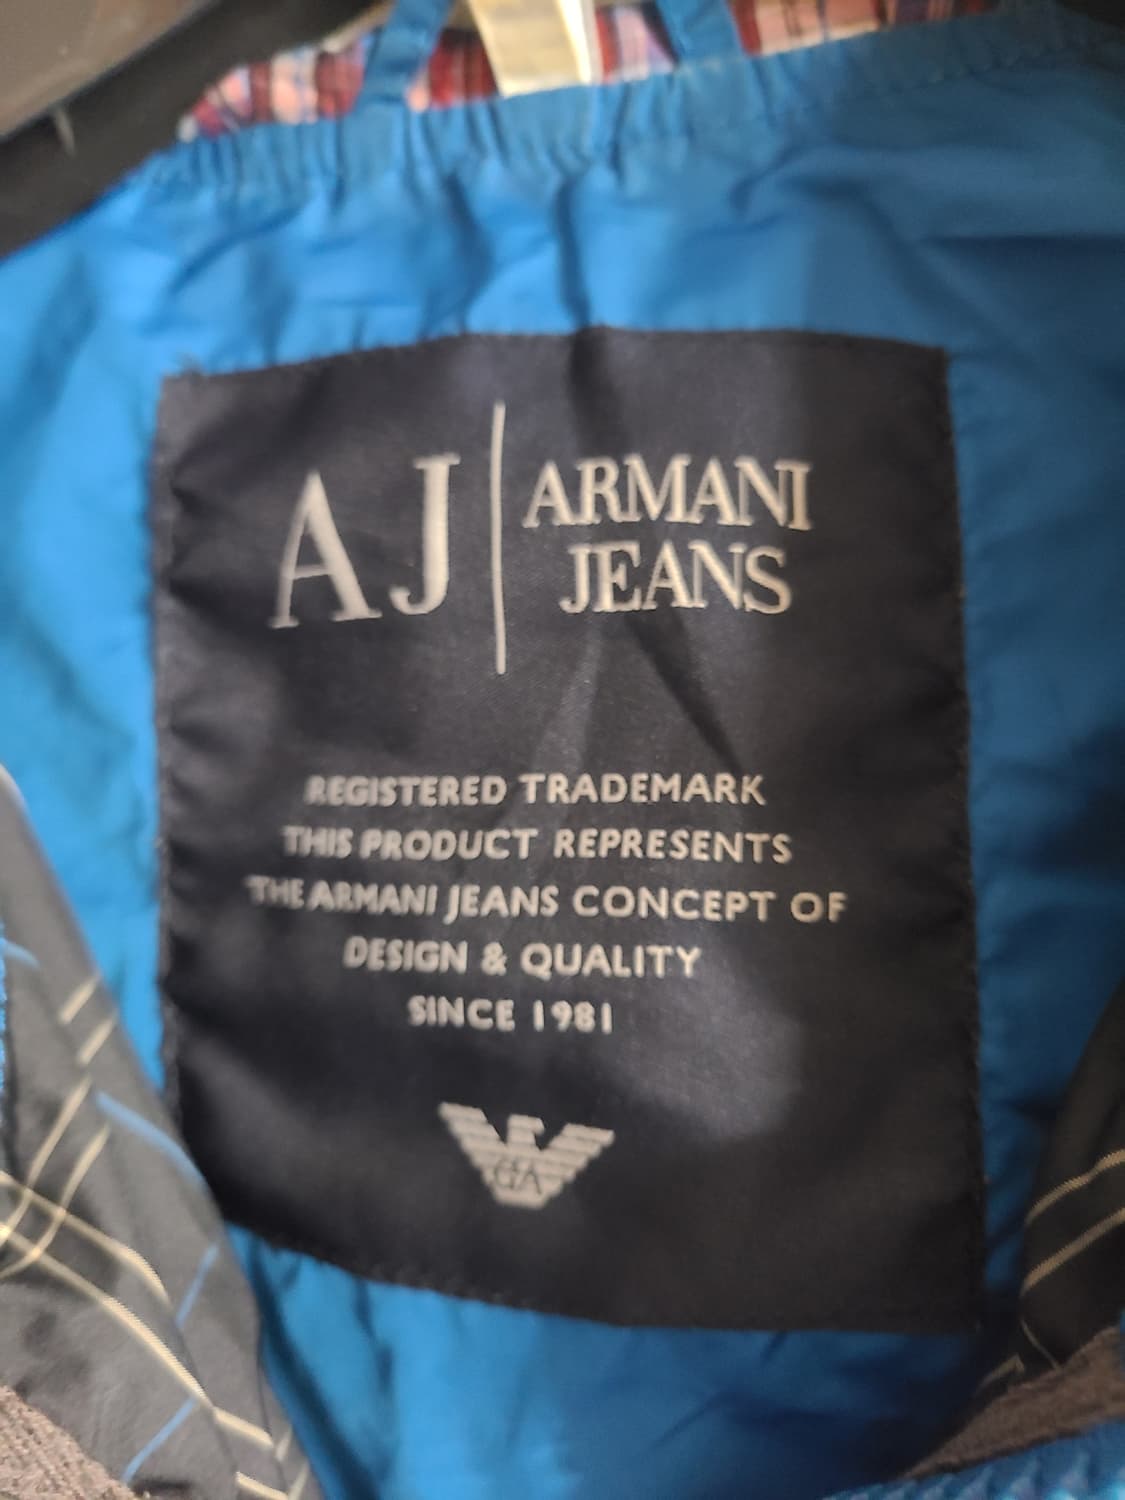 AJ | ARMANI
JEANS
REGISTERED TRADEMARK
THIS PRODUCT REPRESENTS
THE ARMANI JEANS CONCEPT OF
DESIGN & QUALITY
SINCE 1981
GA